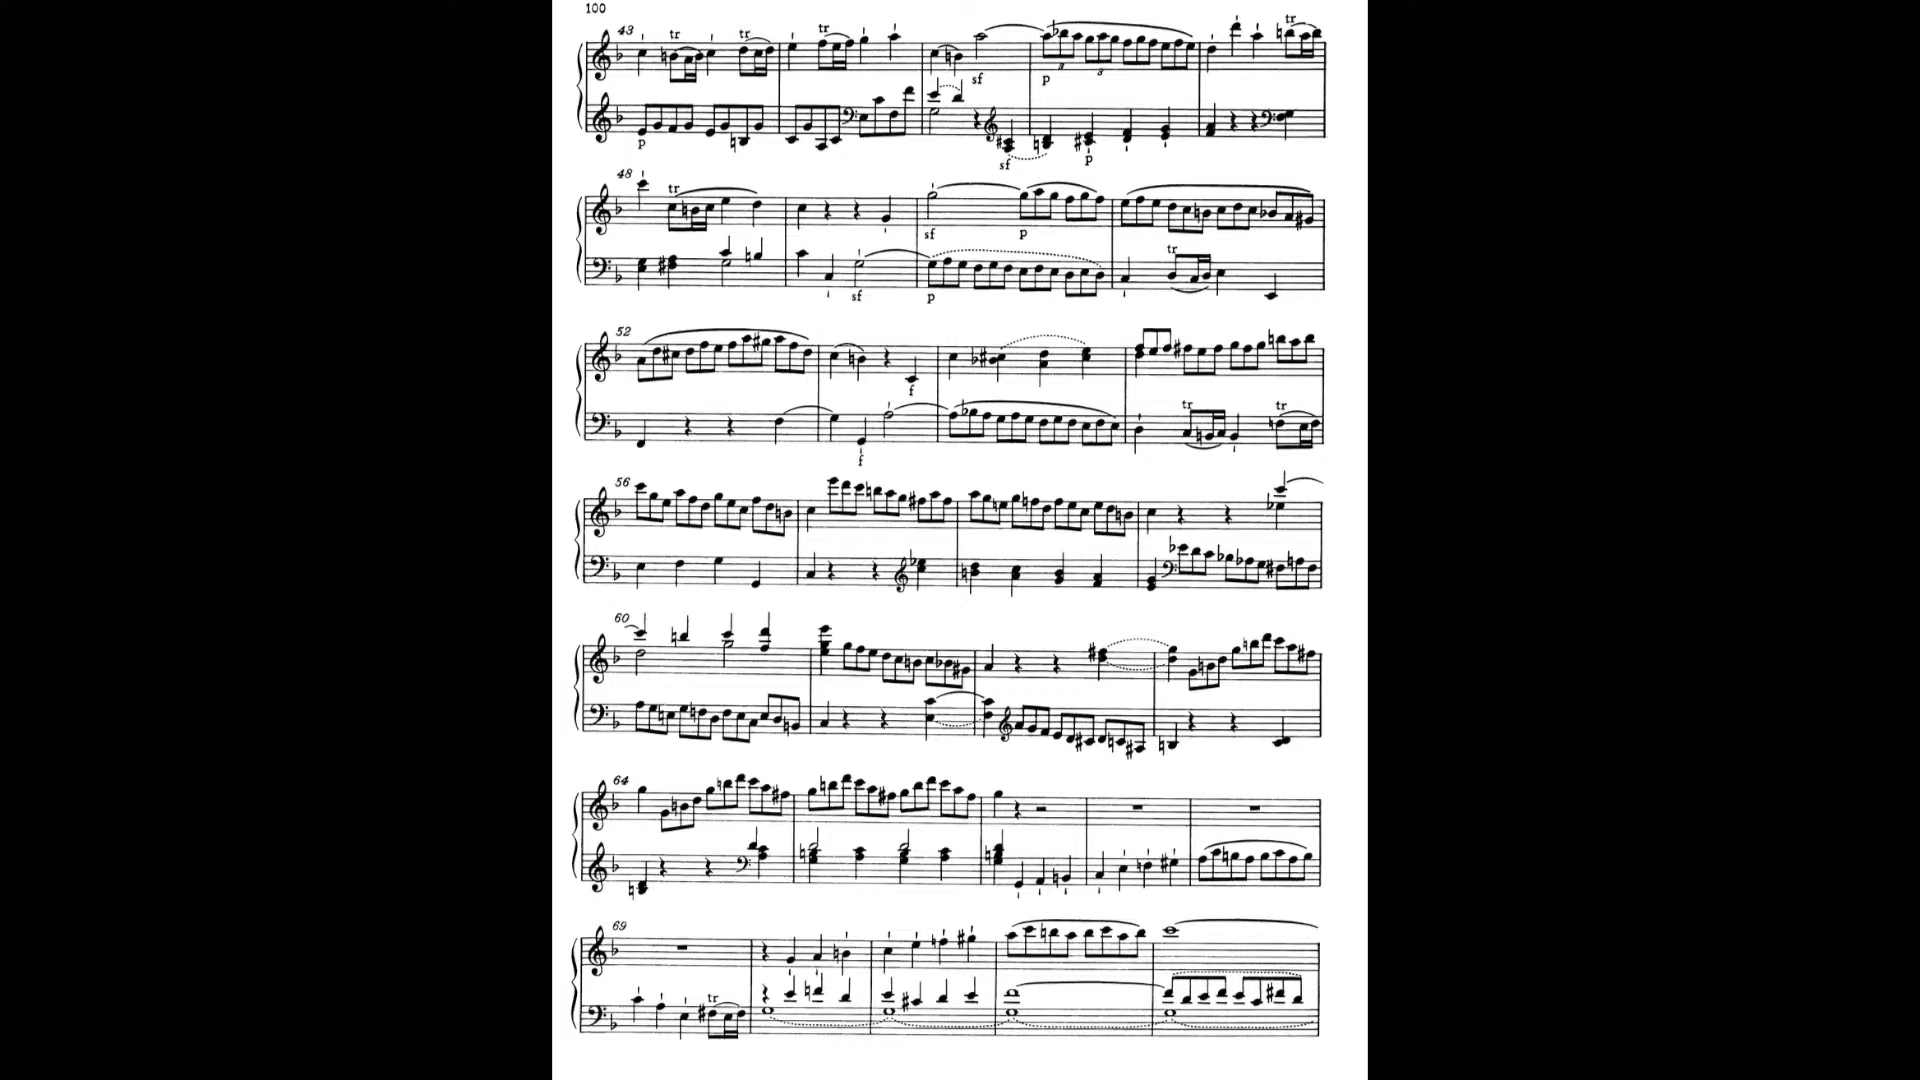 100
43 tr tr tr tr
sf p 3 3
p sf p
48 tr
sf p
tr
sf p
52
f
tr tr
f
56
60
64
69
tr